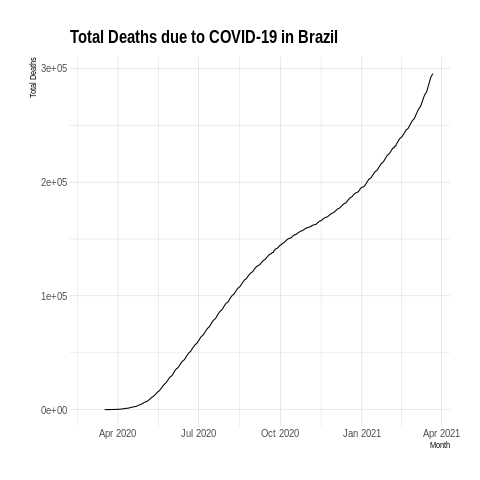 Total Deaths due to COVID-19 in Brazil
Total Deaths
3e+05
2e+05
1e+05
0e+00
Apr 2020 Jul 2020 Oct 2020 Jan 2021 Apr 2021
Month